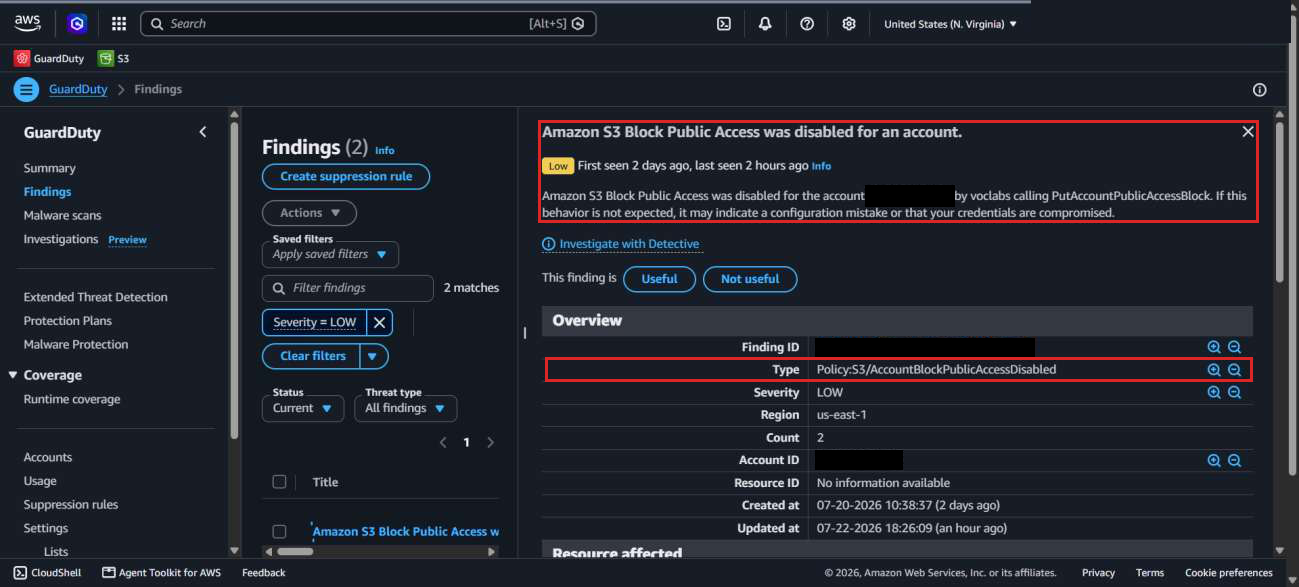 aws
Search
[Alt+S]
United States (N. Virginia)
GuardDuty
S3
GuardDuty
Findings
GuardDuty
Summary
Findings
Malware scans
Investigations Preview
Extended Threat Detection
Protection Plans
Malware Protection
Coverage
Runtime coverage
Accounts
Usage
Suppression rules
Settings
Lists
Findings (2) Info
Create suppression rule
Actions
Saved filters
Apply saved filters
Filter findings
2 matches
Severity = LOW
Clear filters
Status
Current
Threat type
All findings
1
Title
Amazon S3 Block Public Access w
Amazon S3 Block Public Access was disabled for an account.
Low First seen 2 days ago, last seen 2 hours ago Info
Amazon S3 Block Public Access was disabled for the account by voclabs calling PutAccountPublicAccessBlock. If this
behavior is not expected, it may indicate a configuration mistake or that your credentials are compromised.
Investigate with Detective
This finding is Useful Not useful
Overview
Finding ID
Type Policy:S3/AccountBlockPublicAccessDisabled
Severity LOW
Region us-east-1
Count 2
Account ID
Resource ID No information available
Created at 07-20-2026 10:38:37 (2 days ago)
Updated at 07-22-2026 18:26:09 (an hour ago)
Resource affected
CloudShell
Agent Toolkit for AWS
Feedback
© 2026, Amazon Web Services, Inc. or its affiliates.
Privacy
Terms
Cookie preferences